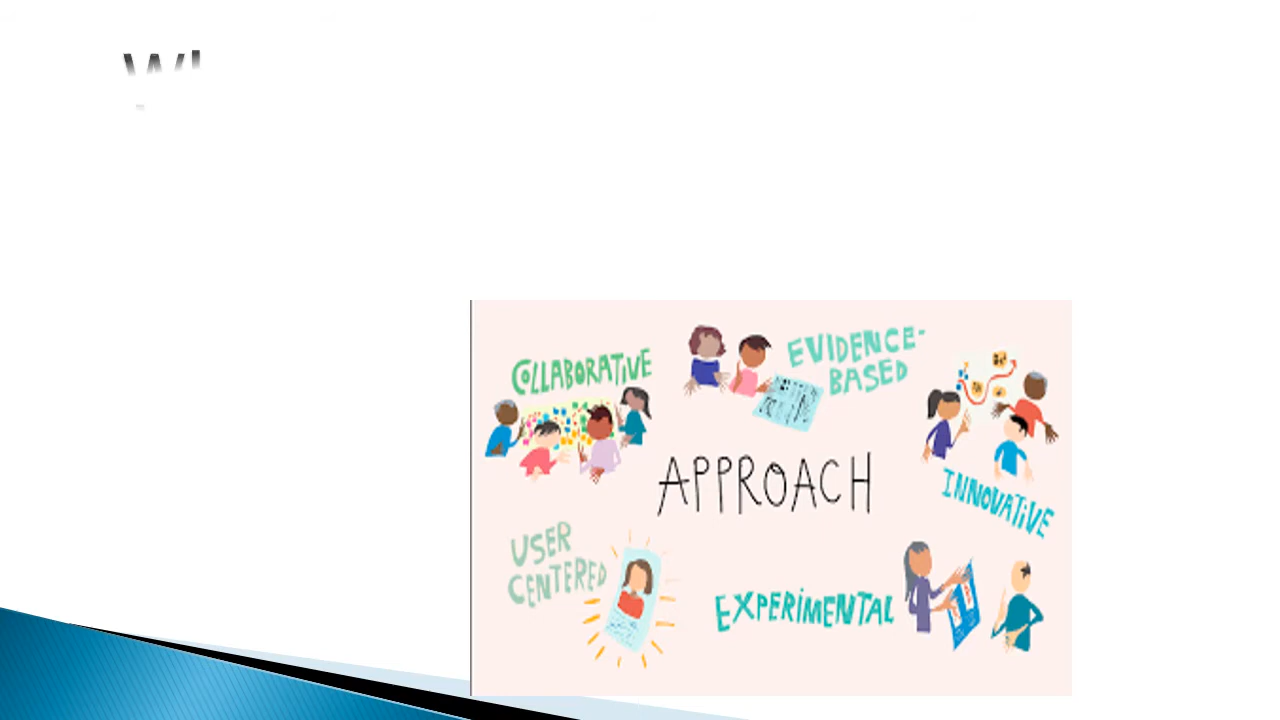 COLLABORATIVE
EVIDENCE-
BASED
APPROACH
INNOVATIVE
USER
CENTERED
EXPERIMENTAL